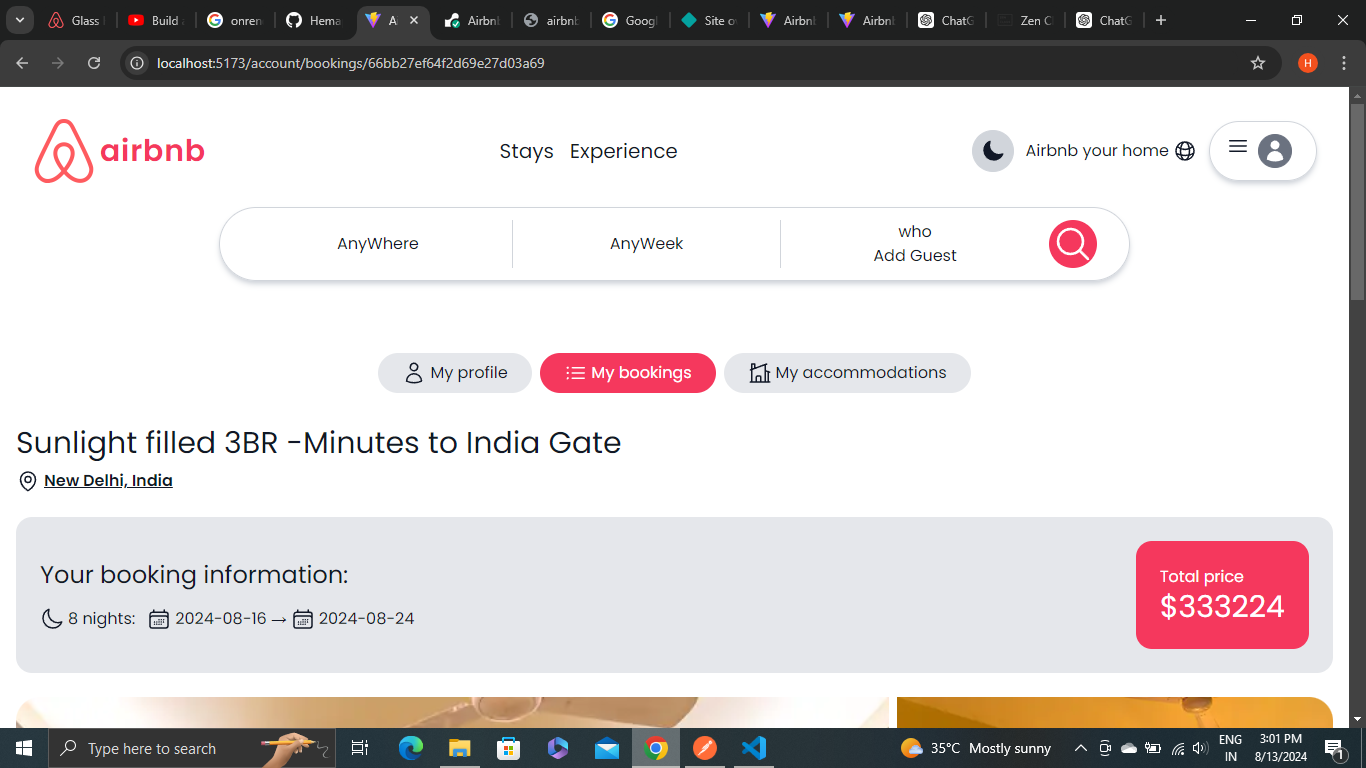 Glass
Build a
onren
Hema
A
Airbnb
airbnb
Googl
Site o
Airbnb
Airbnb
ChatG
Zen C
ChatG
localhost:5173/account/bookings/66bb27ef64f2d69e27d03a69
H
airbnb
Stays Experience
Airbnb your home
AnyWhere
AnyWeek
who
Add Guest
My profile
My bookings
My accommodations
Sunlight filled 3BR -Minutes to India Gate
New Delhi, India
Your booking information:
8 nights: 2024-08-16 → 2024-08-24
Total price
$333224
Type here to search
35°C Mostly sunny
ENG
IN
3:01 PM
8/13/2024
1